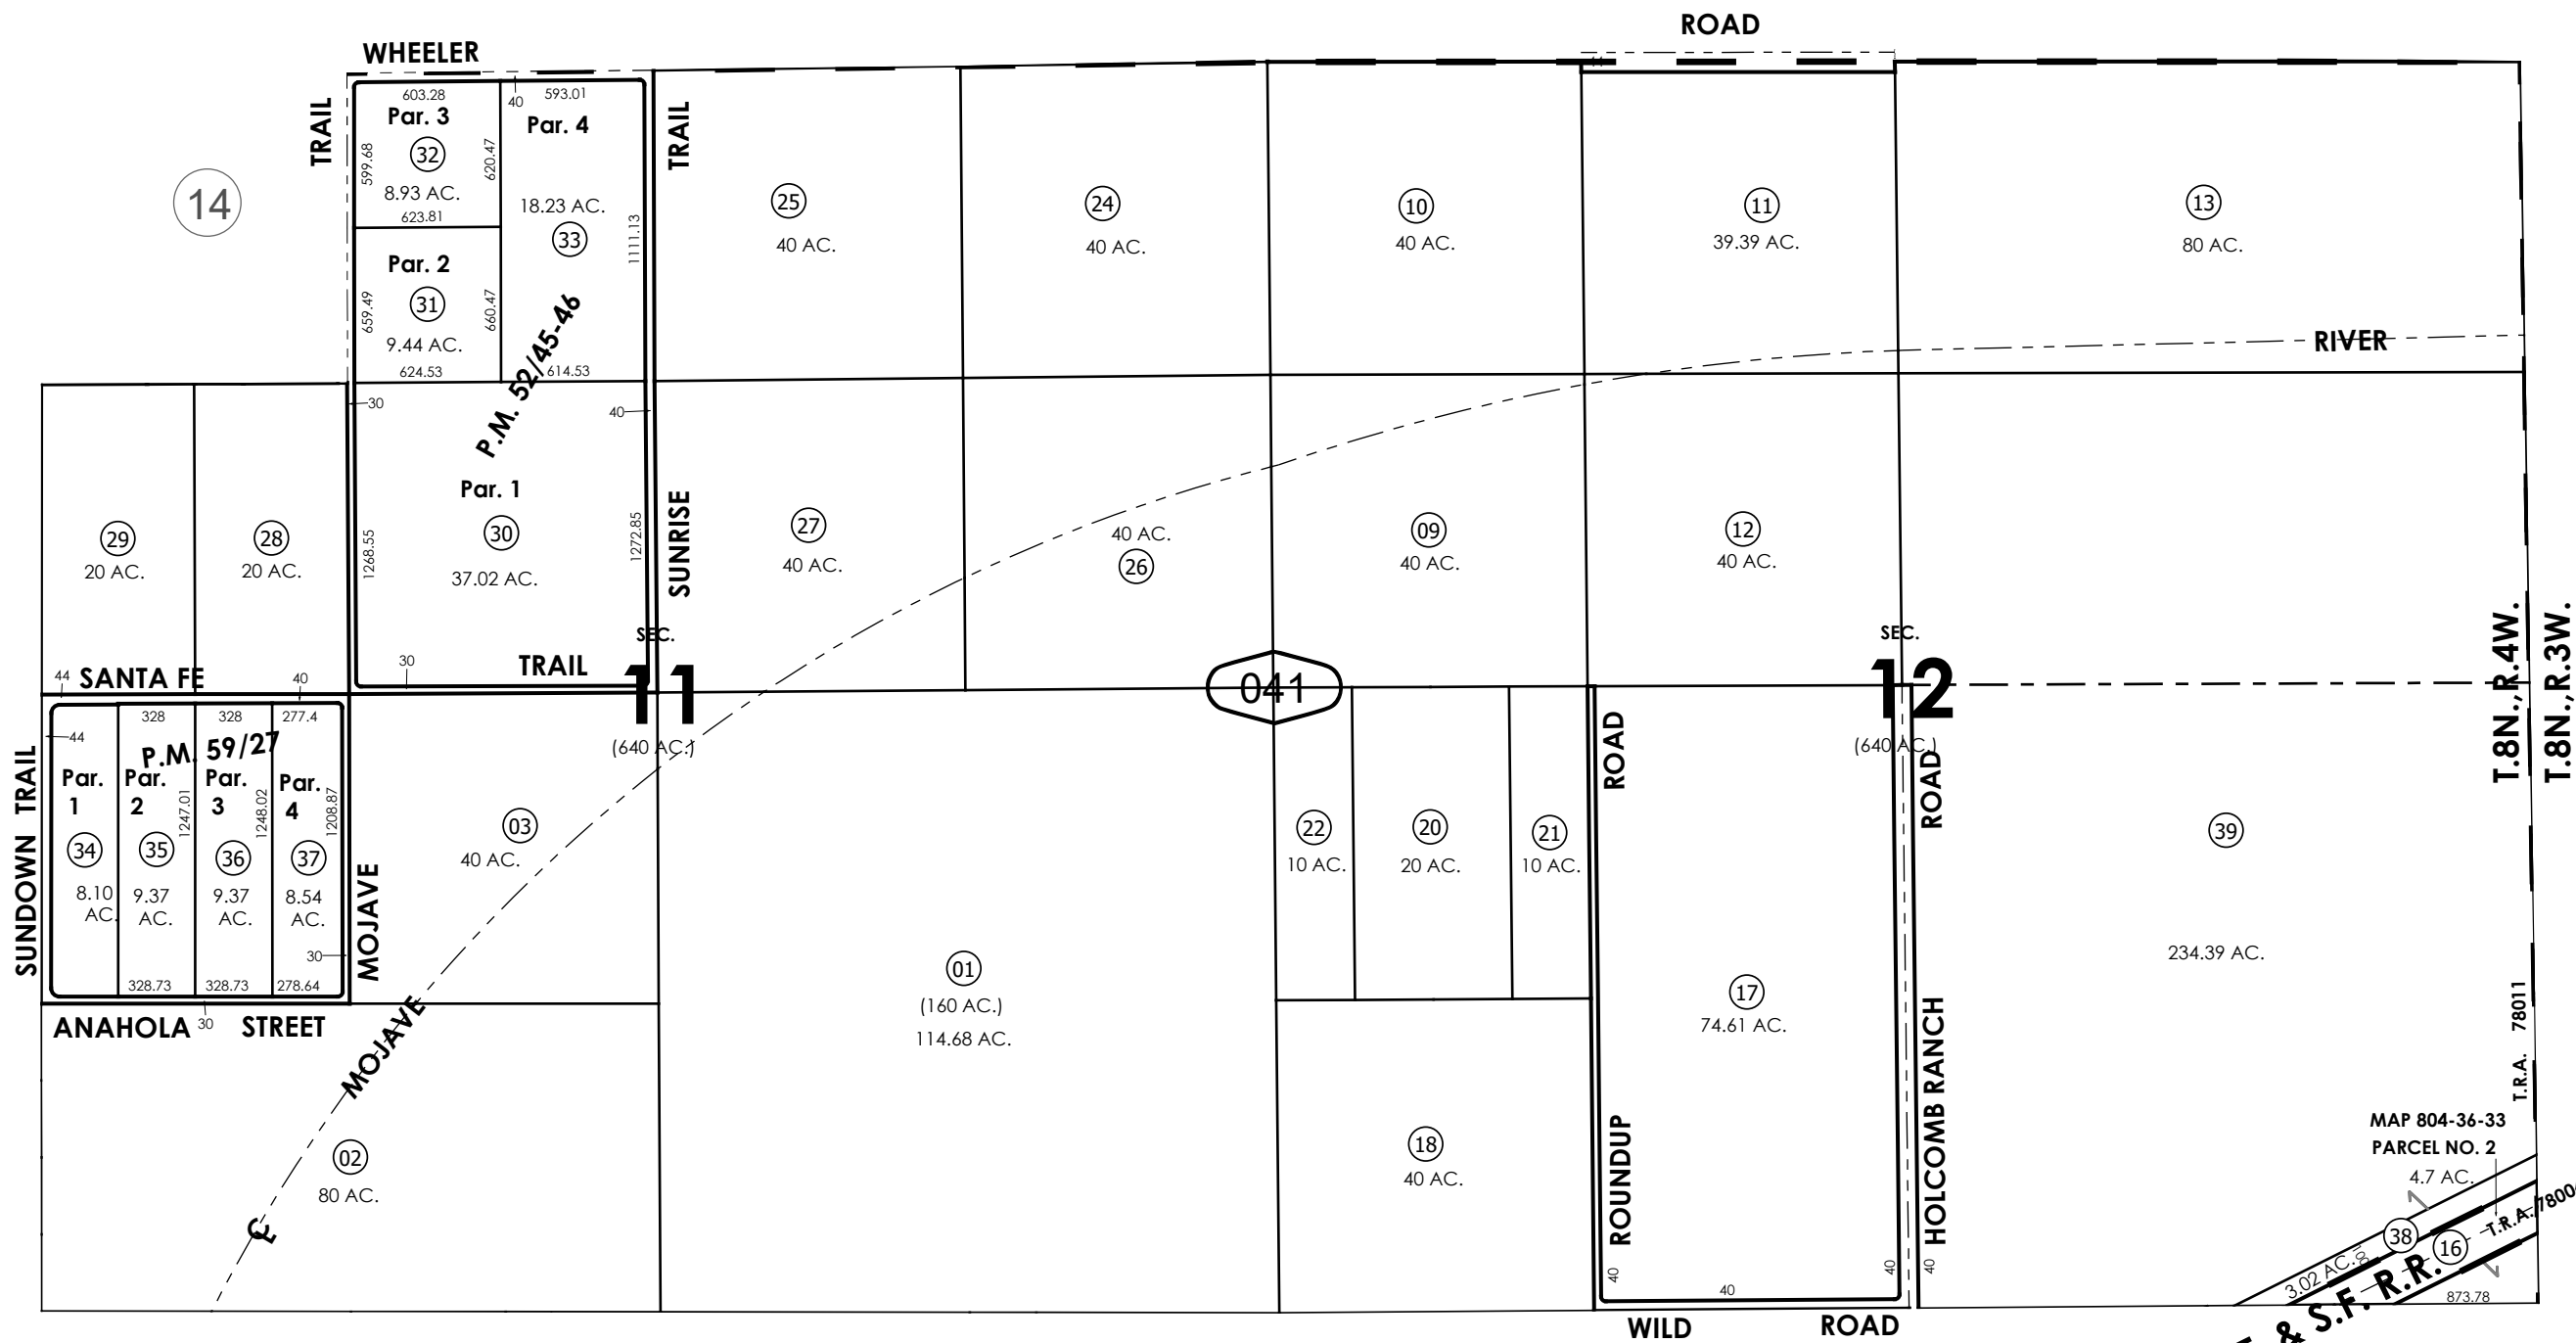 ROAD
WHEELER
TRAIL
TRAIL
603.28
40
593.01
Par. 3
Par. 4
32
599.68
620.47
8.93 AC.
623.81
18.23 AC.
33
1111.13
14
Par. 2
31
659.49
660.47
9.44 AC.
624.53
614.53
P.M. 52/45-46
25
40 AC.
24
40 AC.
10
40 AC.
11
39.39 AC.
13
80 AC.
RIVER
30
40
Par. 1
30
37.02 AC.
1268.55
1272.85
SUNRISE
29
20 AC.
28
20 AC.
27
40 AC.
40 AC.
26
09
40 AC.
12
40 AC.
T.8N.,R.4W.
T.8N.,R.3W.
SEC.
11
(640 AC.)
SEC.
12
(640 AC.)
041
44
SANTA FE
40
30
TRAIL
328
328
277.4
44
P.M. 59/27
SUNDOWN TRAIL
Par.
1
34
8.10
AC.
Par.
2
1247.01
35
9.37
AC.
Par.
3
1248.02
36
9.37
AC.
Par.
4
1208.87
37
8.54
AC.
30
MOJAVE
328.73
328.73
278.64
ANAHOLA
30
STREET
03
40 AC.
MOJAVE
02
80 AC.
01
(160 AC.)
114.68 AC.
22
10 AC.
20
20 AC.
21
10 AC.
18
40 AC.
ROAD
ROUNDUP
17
74.61 AC.
40
40
40
40
ROAD
HOLCOMB RANCH
WILD
ROAD
39
234.39 AC.
T.R.A. 78011
MAP 804-36-33
PARCEL NO. 2
4.7 AC.
1
38
16
T.R.A.
3.02 AC.
100
2
& S.F. R.R.
873.78